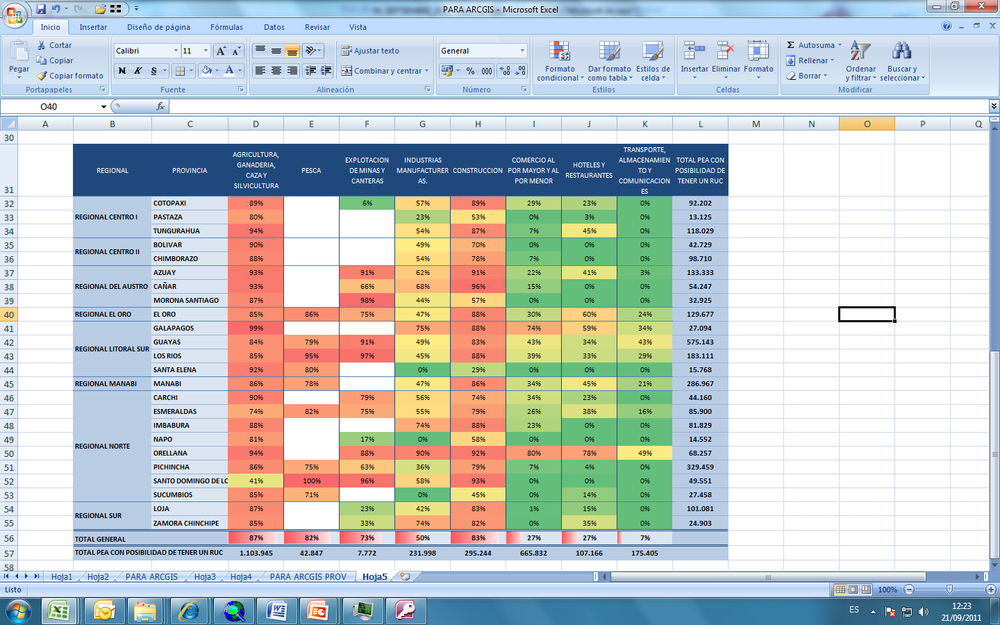 PARA ARCGIS - Microsoft Excel
Inicio Insertar Diseño de página Fórmulas Datos Revisar Vista
Pegar
Cortar
Copiar
Copiar formato
Portapapeles
Calibri 11
N K S
Fuente
Ajustar texto
Combinar y centrar
Alineación
General
% 000
Número
Formato condicional
Dar formato como tabla
Estilos de celda
Estilos
Insertar Eliminar Formato
Celdas
Σ Autosuma
Rellenar
Borrar
Ordenar y filtrar
Buscar y seleccionar
Modificar
O40 fx
A B C D E F G H I J K L M N O P Q
30
31 REGIONAL PROVINCIA AGRICULTURA, GANADERIA, CAZA Y SILVICULTURA PESCA EXPLOTACION DE MINAS Y CANTERAS INDUSTRIAS MANUFACTURERAS. CONSTRUCCION COMERCIO AL POR MAYOR Y AL POR MENOR HOTELES Y RESTAURANTES TRANSPORTE, ALMACENAMIENTO Y COMUNICACIONES TOTAL PEA CON POSIBILIDAD DE TENER UN RUC
32 COTOPAXI 89% 6% 57% 89% 29% 23% 0% 92.202
33 REGIONAL CENTRO I PASTAZA 80% 23% 53% 0% 3% 0% 13.125
34 TUNGURAHUA 94% 54% 87% 7% 45% 0% 118.029
35 REGIONAL CENTRO II BOLIVAR 90% 49% 70% 0% 0% 0% 42.729
36 CHIMBORAZO 88% 54% 78% 7% 0% 0% 98.710
37 AZUAY 93% 91% 62% 91% 22% 41% 3% 133.333
38 REGIONAL DEL AUSTRO CAÑAR 93% 66% 68% 96% 15% 0% 0% 54.247
39 MORONA SANTIAGO 87% 98% 44% 57% 0% 0% 0% 32.925
40 REGIONAL EL ORO EL ORO 85% 86% 75% 47% 88% 30% 60% 24% 129.677
41 GALAPAGOS 99% 75% 88% 74% 59% 34% 27.094
42 REGIONAL LITORAL SUR GUAYAS 84% 79% 91% 49% 83% 43% 34% 43% 575.143
43 LOS RIOS 85% 95% 97% 45% 88% 39% 33% 29% 183.111
44 SANTA ELENA 92% 80% 0% 29% 0% 0% 0% 15.768
45 REGIONAL MANABI MANABI 86% 78% 47% 86% 34% 45% 21% 286.967
46 CARCHI 90% 79% 56% 74% 34% 23% 0% 44.160
47 ESMERALDAS 74% 82% 75% 55% 79% 26% 38% 16% 85.900
48 IMBABURA 88% 74% 88% 23% 0% 0% 81.829
49 REGIONAL NORTE NAPO 81% 17% 0% 58% 0% 0% 0% 14.552
50 ORELLANA 94% 88% 90% 92% 80% 78% 49% 68.257
51 PICHINCHA 86% 75% 63% 36% 79% 7% 4% 0% 329.459
52 SANTO DOMINGO DE LO 41% 100% 96% 58% 93% 0% 0% 0% 49.551
53 SUCUMBIOS 85% 71% 0% 45% 0% 14% 0% 27.458
54 REGIONAL SUR LOJA 87% 23% 42% 83% 1% 15% 0% 101.081
55 ZAMORA CHINCHIPE 85% 33% 74% 82% 0% 35% 0% 24.903
56 TOTAL GENERAL 87% 82% 73% 50% 83% 27% 27% 7%
57 TOTAL PEA CON POSIBILIDAD DE TENER UN RUC 1.103.945 42.847 7.772 231.998 295.244 665.832 107.166 175.405
58
Hoja1 Hoja2 PARA ARCGIS Hoja3 Hoja4 PARA ARCGIS PROV Hoja5
Listo 100%
ES 12:23
21/09/2011